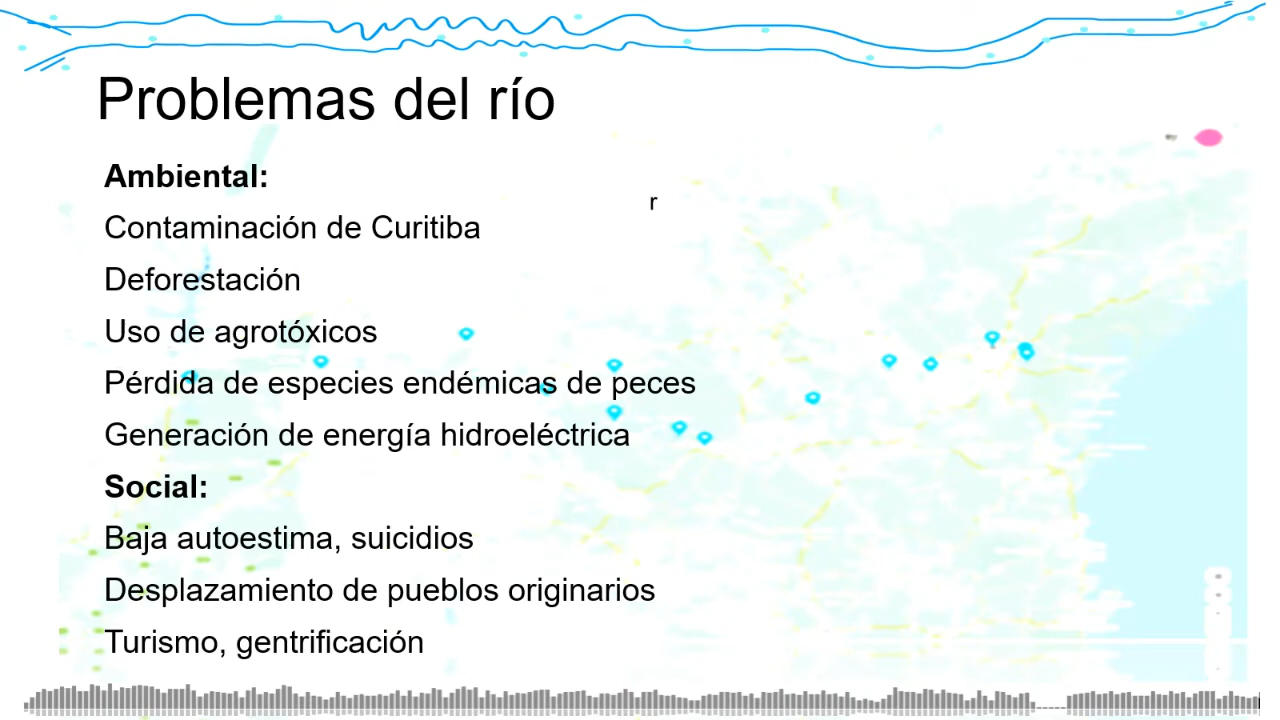 Problemas del río
Ambiental:
r
Contaminación de Curitiba
Deforestación
Uso de agrotóxicos
Pérdida de especies endémicas de peces
Generación de energía hidroeléctrica
Social:
Baja autoestima, suicidios
Desplazamiento de pueblos originarios
Turismo, gentrificación